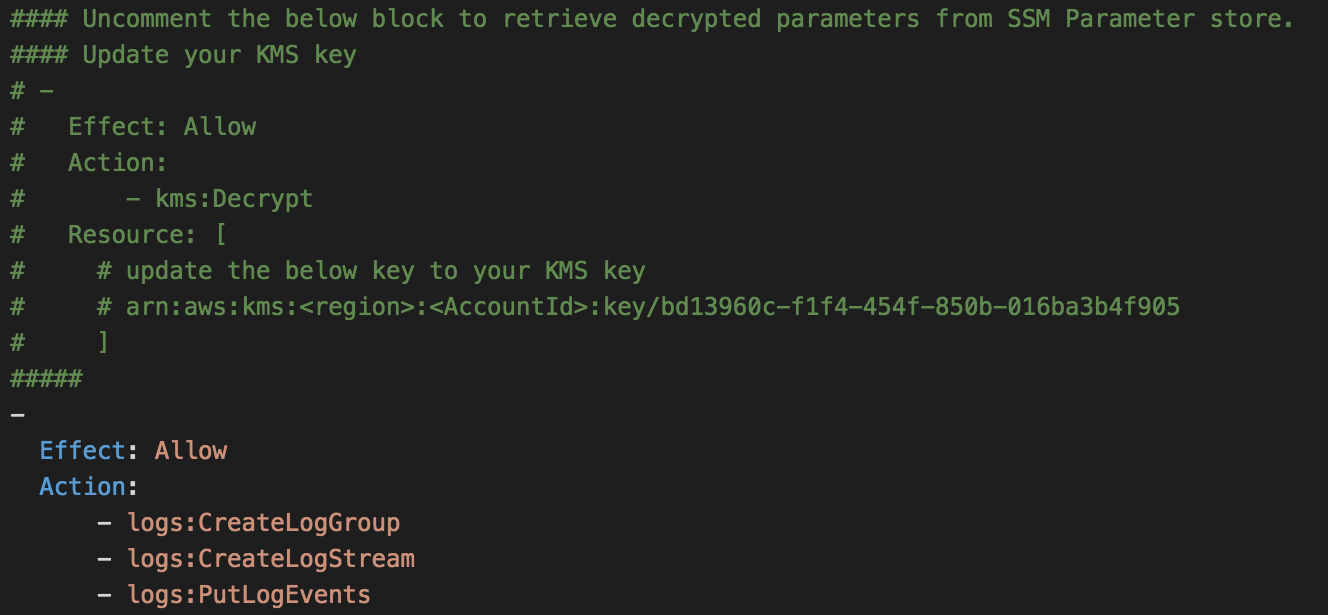 #### Uncomment the below block to retrieve decrypted parameters from SSM Parameter store.
#### Update your KMS key
# -
#   Effect: Allow
#   Action:
#       - kms:Decrypt
#   Resource: [
#     # update the below key to your KMS key
#     # arn:aws:kms:<region>:<AccountId>:key/bd13960c-f1f4-454f-850b-016ba3b4f905
#     ]
#####
-
  Effect: Allow
  Action:
      - logs:CreateLogGroup
      - logs:CreateLogStream
      - logs:PutLogEvents